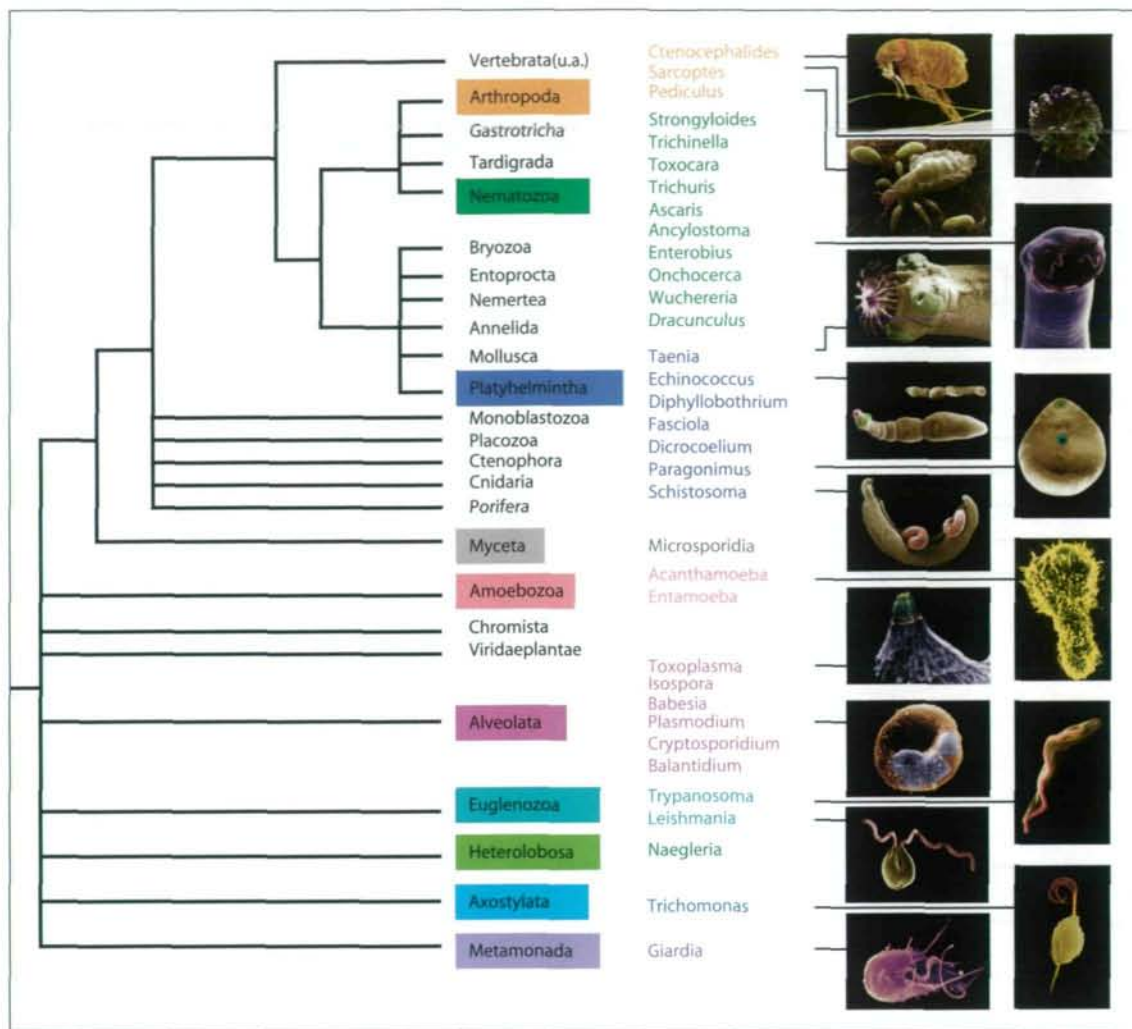 Vertebrata(u.a.)
Arthropoda
Gastrotricha
Tardigrada
Nematozoa
Bryozoa
Entoprocta
Nemertea
Annelida
Mollusca
Platyhelmintha
Monoblastozoa
Placozoa
Ctenophora
Cnidaria
Porifera
Myceta
Amoebozoa
Chromista
Viridaeplantae
Alveolata
Euglenozoa
Heterolobosa
Axostylata
Metamonada
Ctenocephalides
Sarcoptes
Pediculus
Strongyloides
Trichinella
Toxocara
Trichuris
Ascaris
Ancylostoma
Enterobius
Onchocerca
Wuchereria
Dracunculus
Taenia
Echinococcus
Diphyllobothrium
Fasciola
Dicrocoelium
Paragonimus
Schistosoma
Microsporidia
Acanthamoeba
Entamoeba
Toxoplasma
Isospora
Babesia
Plasmodium
Cryptosporidium
Balantidium
Trypanosoma
Leishmania
Naegleria
Trichomonas
Giardia